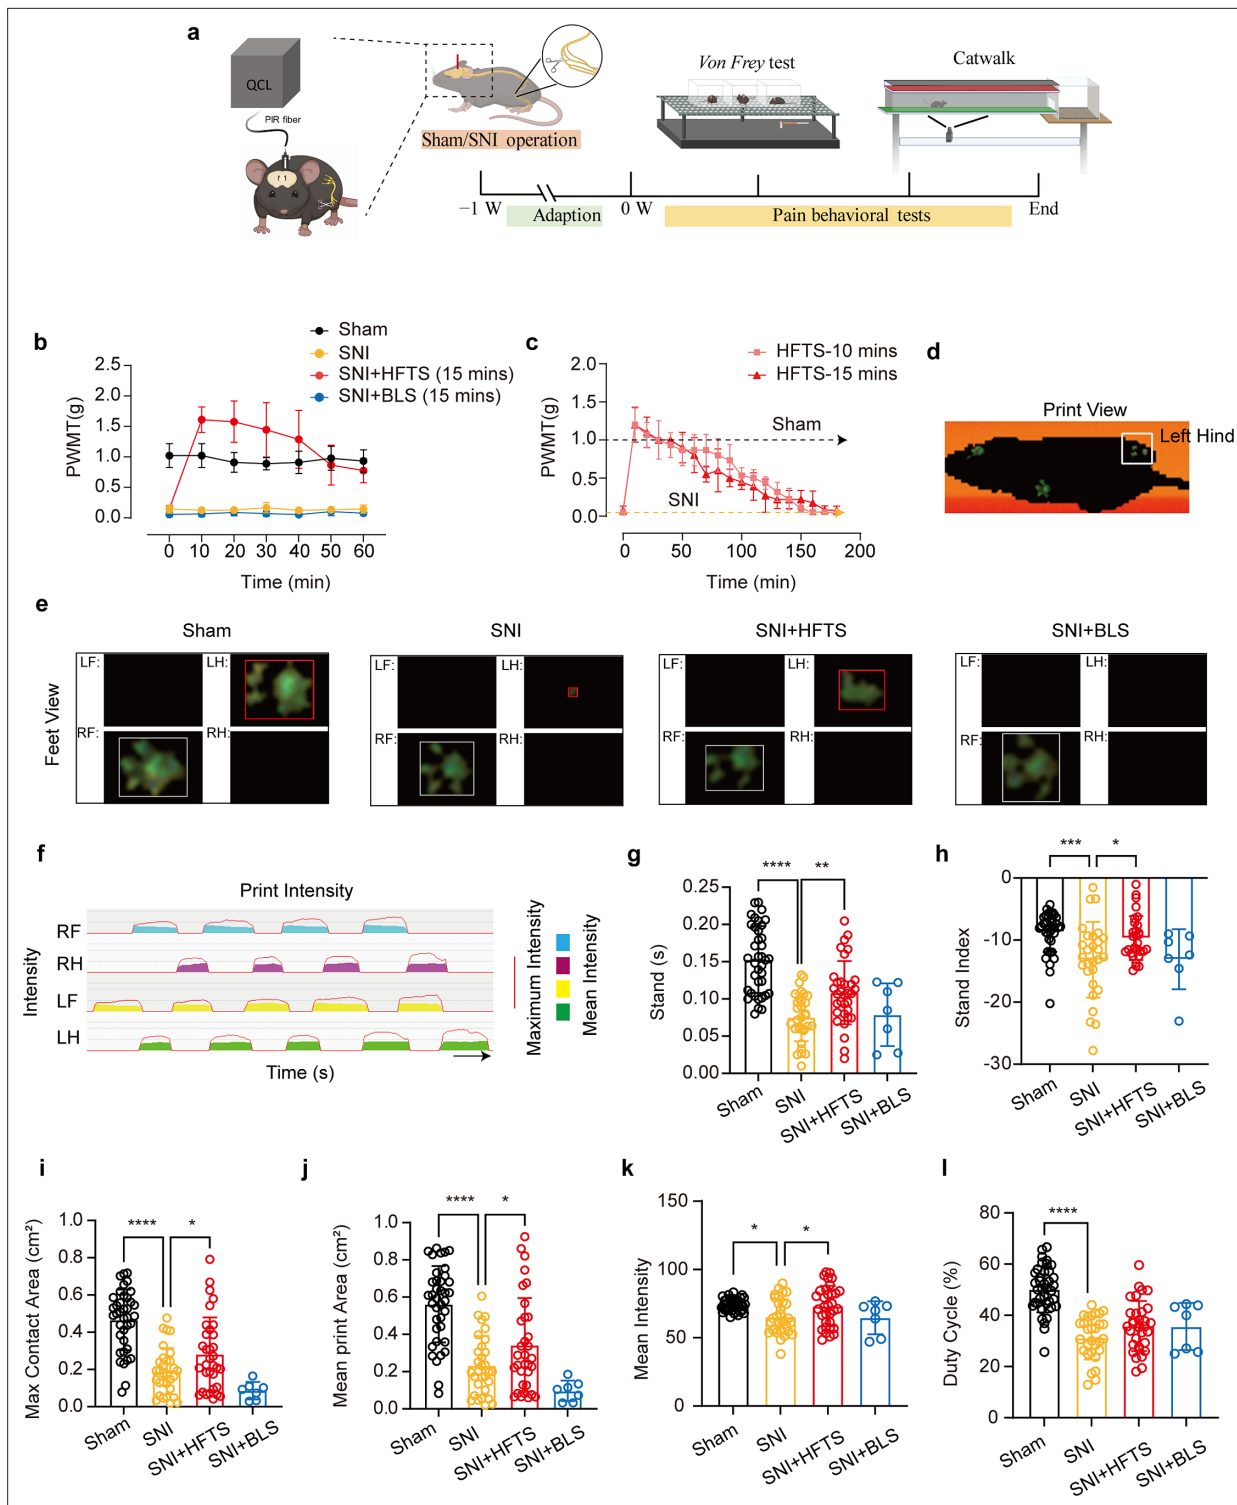 a
QCL
PIR fiber
Sham/SNI operation
Von Frey test
Catwalk
−1 W
Adaption
0 W
Pain behavioral tests
End
b
Sham
SNI
SNI+HFTS (15 mins)
SNI+BLS (15 mins)
PWMT(g)
2.5
2.0
1.5
1.0
0.5
0.0
0 10 20 30 40 50 60
Time (min)
c
HFTS-10 mins
HFTS-15 mins
PWMT(g)
2.0
1.5
1.0
0.5
0.0
Sham
SNI
0 50 100 150 200
Time (min)
d
Print View
Left Hind
e
Feet View
Sham
LF: LH:
RF: RH:
SNI
LF: LH:
RF: RH:
SNI+HFTS
LF: LH:
RF: RH:
SNI+BLS
LF: LH:
RF: RH:
f
Print Intensity
Intensity
RF
RH
LF
LH
Time (s)
Maximum Intensity
Mean Intensity
g
**** **
Stand (s)
0.25
0.20
0.15
0.10
0.05
0.00
Sham SNI SNI+HFTS SNI+BLS
h
*** *
Stand Index
0
-10
-20
-30
Sham SNI SNI+HFTS SNI+BLS
i
**** *
Max Contact Area (cm²)
1.0
0.8
0.6
0.4
0.2
0.0
Sham SNI SNI+HFTS SNI+BLS
j
**** *
Mean print Area (cm²)
1.0
0.8
0.6
0.4
0.2
0.0
Sham SNI SNI+HFTS SNI+BLS
k
* *
Mean Intensity
150
100
50
0
Sham SNI SNI+HFTS SNI+BLS
l
****
Duty Cycle (%)
80
60
40
20
0
Sham SNI SNI+HFTS SNI+BLS